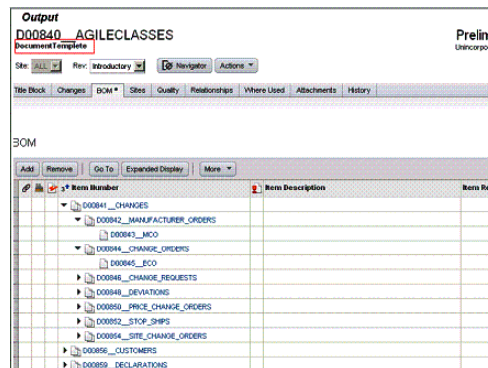 Output
D00840__AGILECLASSES
Prelim
DocumentTemplete
Unincorpo
Site: ALL Rev: Introductory Navigator Actions
Title Block Changes BOM* Sites Quality Relationships Where Used Attachments History
BOM
Add Remove Go To Expanded Display More
3 Item Number Item Description Item Re
D00841__CHANGES
D00842__MANUFACTURER_ORDERS
D00843__MCO
D00844__CHANGE_ORDERS
D00845__ECO
D00846__CHANGE_REQUESTS
D00848__DEVIATIONS
D00850__PRICE_CHANGE_ORDERS
D00852__STOP_SHIPS
D00854__SITE_CHANGE_ORDERS
D00856__CUSTOMERS
D00859__DECLARATIONS